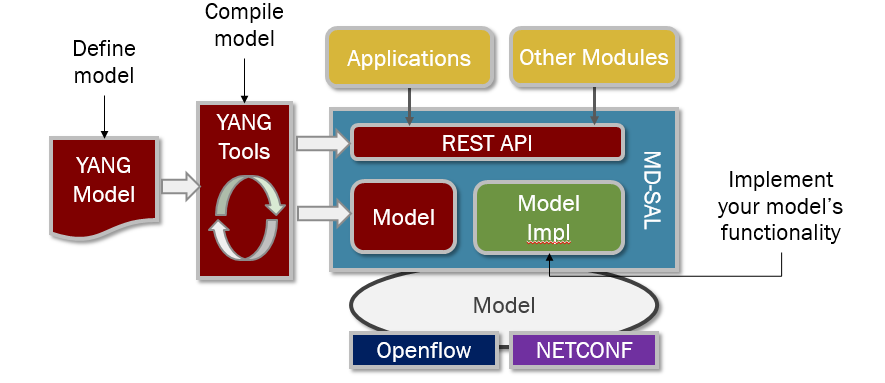 Define
model
Compile
model
Applications
Other Modules
YANG
Model
YANG
Tools
REST API
Model
Model
Impl
MD-SAL
Implement
your model's
functionality
Model
Openflow
NETCONF